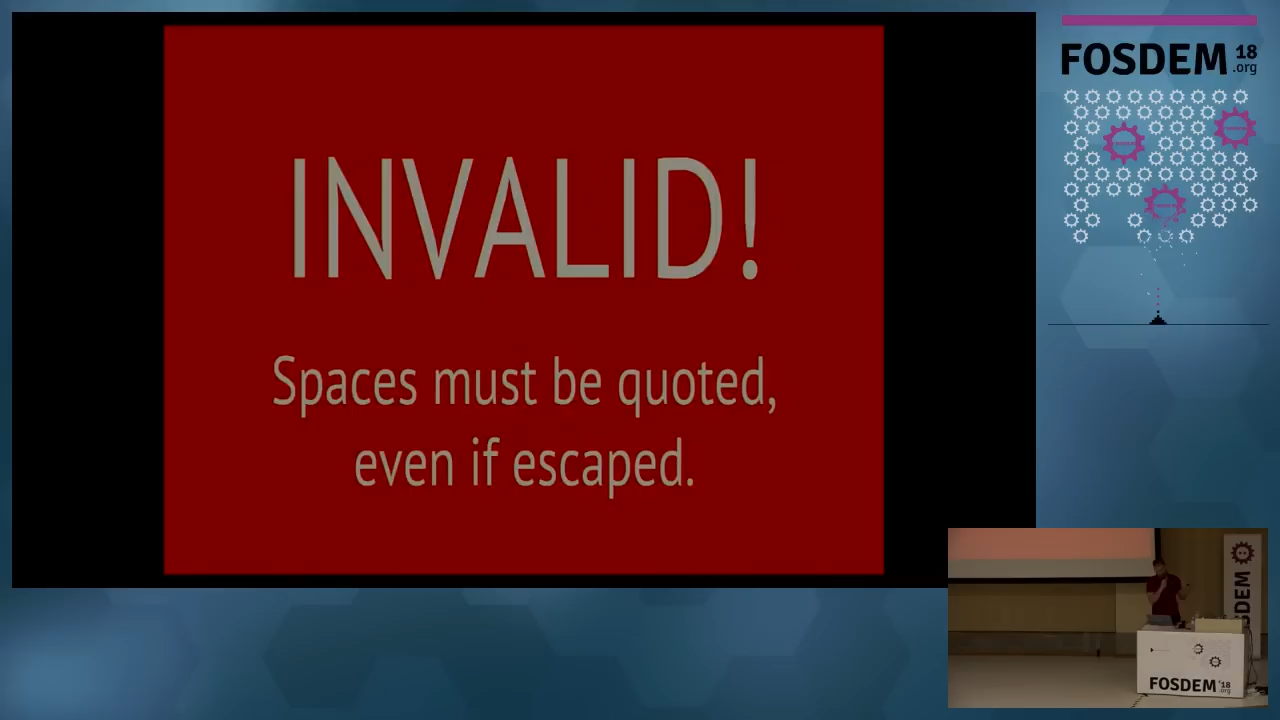 INVALID!
Spaces must be quoted,
even if escaped.
FOSDEM 18
.org
FOSDEM
FOSDEM '18
.org